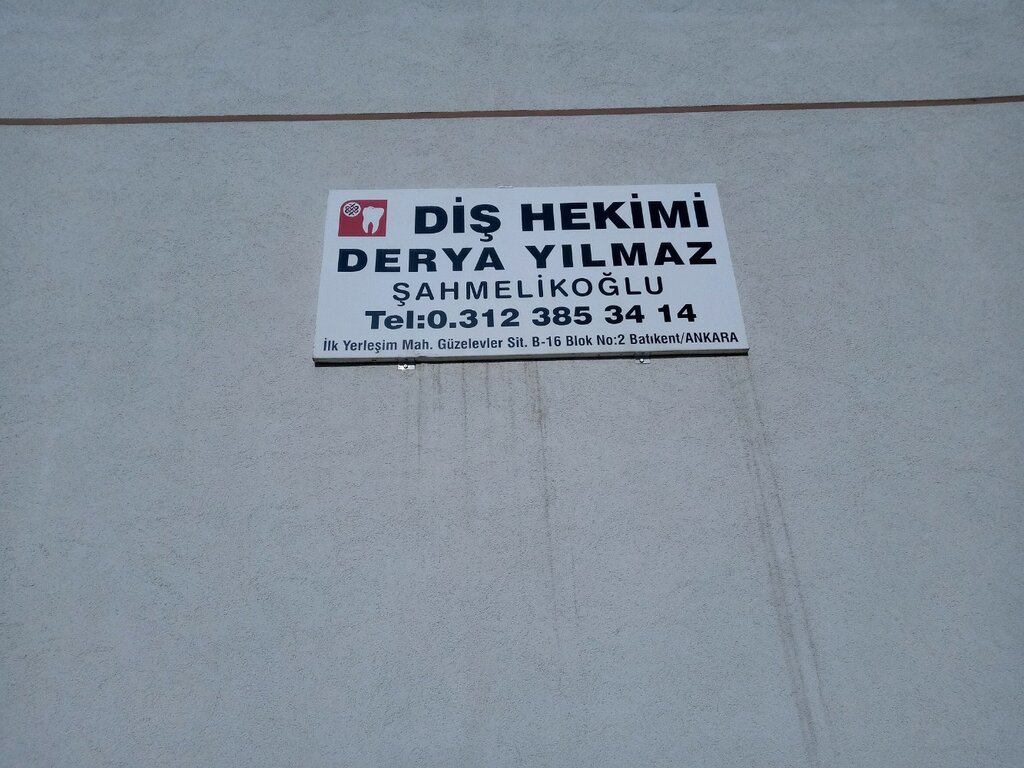 DİŞ HEKİMİ
DERYA YILMAZ
ŞAHMELİKOĞLU
Tel:0.312 385 34 14
İlk Yerleşim Mah. Güzelevler Sit. B-16 Blok No:2 Batıkent/ANKARA